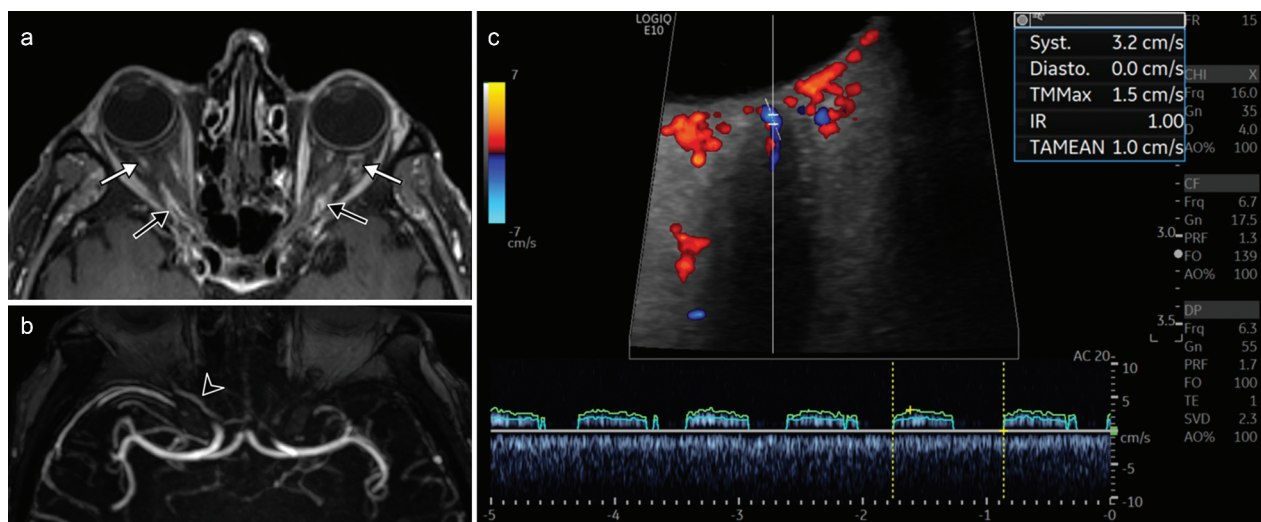 a
b
c
LOGIQ
E10
7
-7
cm/s
Syst. 3.2 cm/s
Diasto. 0.0 cm/s
TMMax 1.5 cm/s
IR 1.00
TAMEAN 1.0 cm/s
FR 15
CHI X
Frq 16.0
Gn 35
D 4.0
AO% 100
CF
Frq 6.7
Gn 17.5
3.0 PRF 1.3
FO 139
AO% 100
DP
Frq 6.3
3.5 Gn 55
PRF 1.7
FO 100
TE 1
SVD 2.3
AO% 100
AC 20
10
5
cm/s
-5
-10
-5 -4 -3 -2 -1 -0